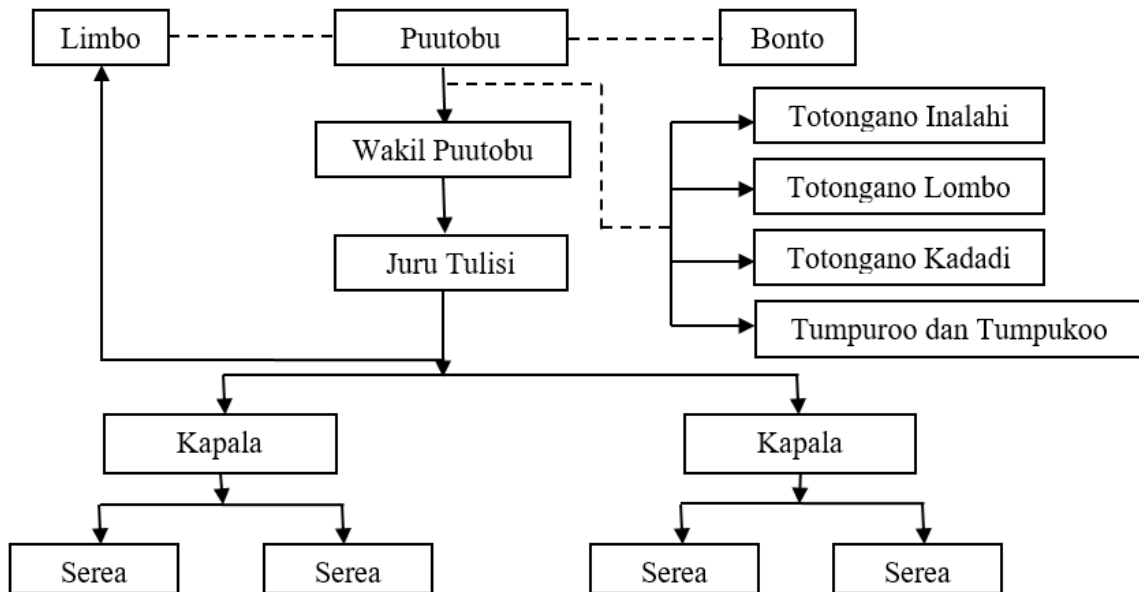 Limbo
Puutobu
Bonto
Totongano Inalahi
Wakil Puutobu
Totongano Lombo
Juru Tulisi
Totongano Kadadi
Tumpuroo dan Tumpukoo
Kapala
Kapala
Serea
Serea
Serea
Serea